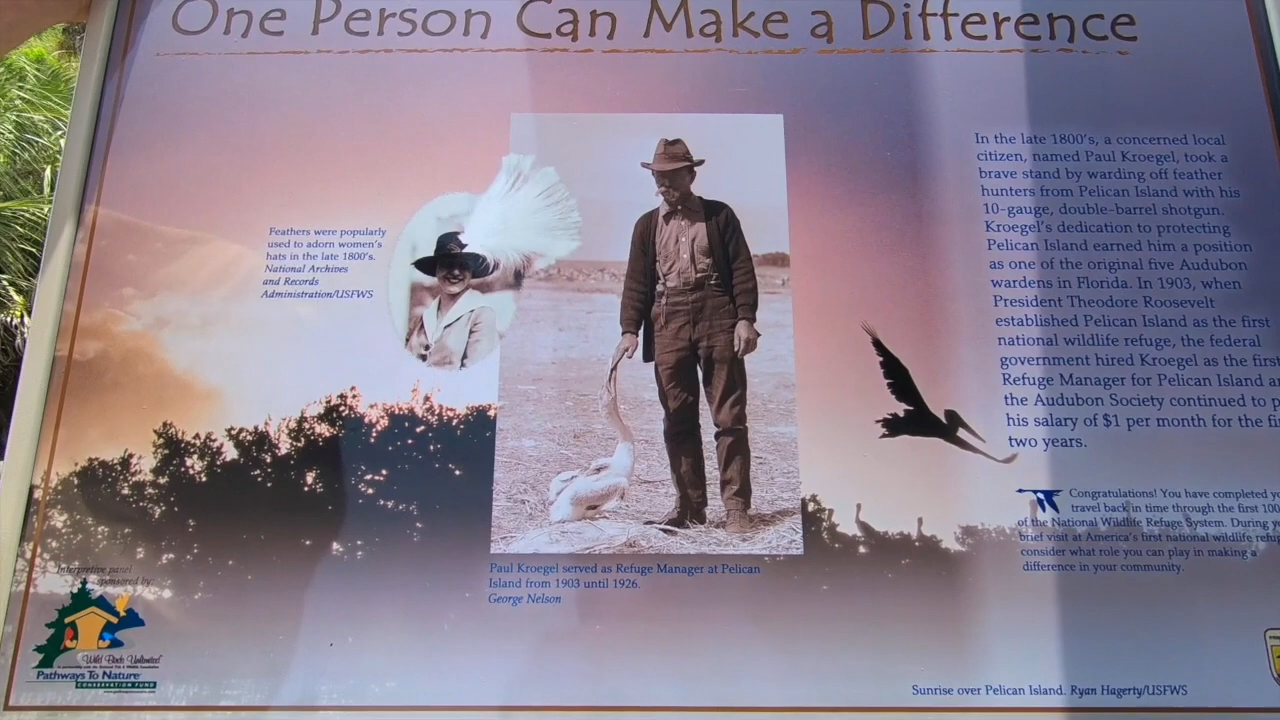 One Person Can Make a Difference
Feathers were popularly
used to adorn women's
hats in the late 1800's.
National Archives
and Records
Administration/USFWS
In the late 1800's, a concerned local
citizen, named Paul Kroegel, took a
brave stand by warding off feather
hunters from Pelican Island with his
10-gauge, double-barrel shotgun.
Kroegel's dedication to protecting
Pelican Island earned him a position
as one of the original five Audubon
wardens in Florida. In 1903, when
President Theodore Roosevelt
established Pelican Island as the first
national wildlife refuge, the federal
government hired Kroegel as the first
Refuge Manager for Pelican Island
the Audubon Society continued to
his salary of $1 per month for the
two years.
Congratulations! You have completed
travel back in time through the first
of the National Wildlife Refuge System. During
brief visit at America's first national wildlife
consider what role you can play in making a
difference in your community.
Paul Kroegel served as Refuge Manager at Pelican
Island from 1903 until 1926.
George Nelson
Interpretive panel
sponsored by:
Wild Birds Unlimited
Pathways To Nature
CONSERVATION FUND
Sunrise over Pelican Island. Ryan Hagerty/USFWS